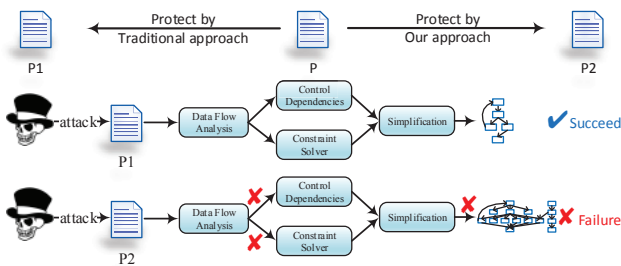 Protect by
Traditional approach
Protect by
Our approach
P1
P
P2
attack
P1
Data Flow
Analysis
Control
Dependencies
Constraint
Solver
Simplification
Succeed
attack
P2
Data Flow
Analysis
Control
Dependencies
Constraint
Solver
Simplification
Failure